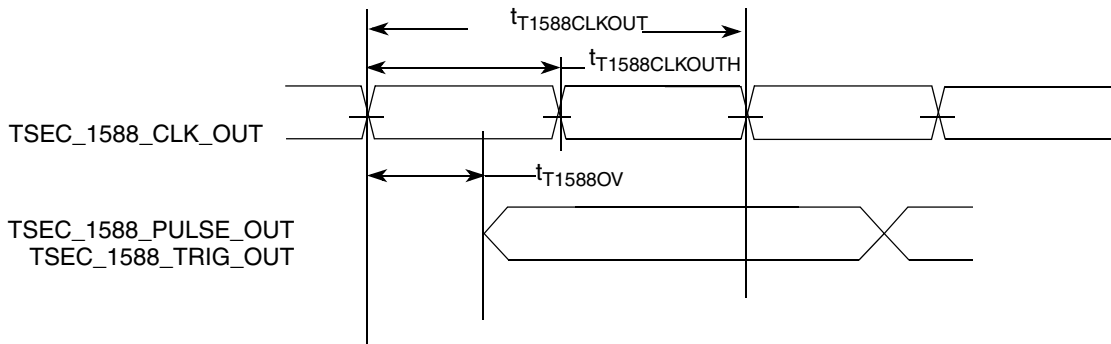 tT1588CLKOUT
tT1588CLKOUTH
TSEC_1588_CLK_OUT
tT1588OV
TSEC_1588_PULSE_OUT
TSEC_1588_TRIG_OUT